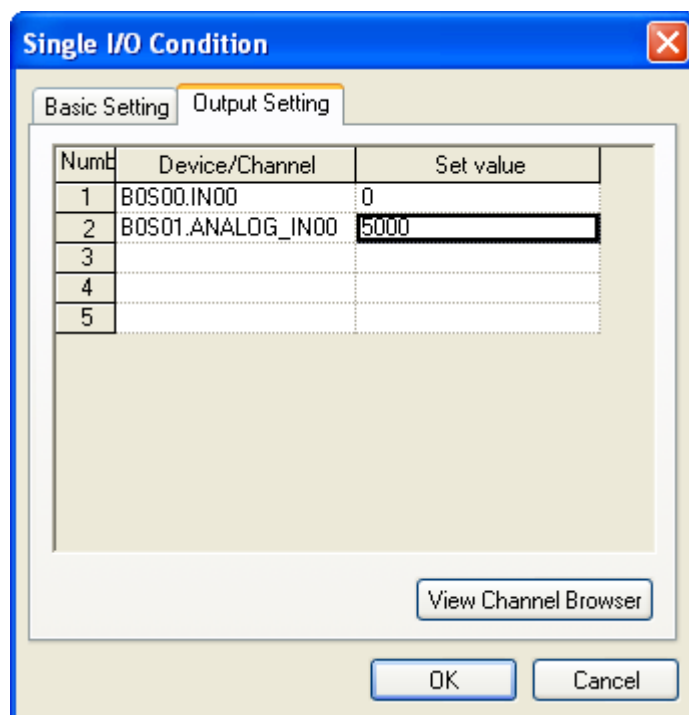 Single I/O Condition
Basic Setting Output Setting
Numb Device/Channel Set value
1 B0S00.IN00 0
2 B0S01.ANALOG_IN00 5000
3
4
5
View Channel Browser
OK Cancel